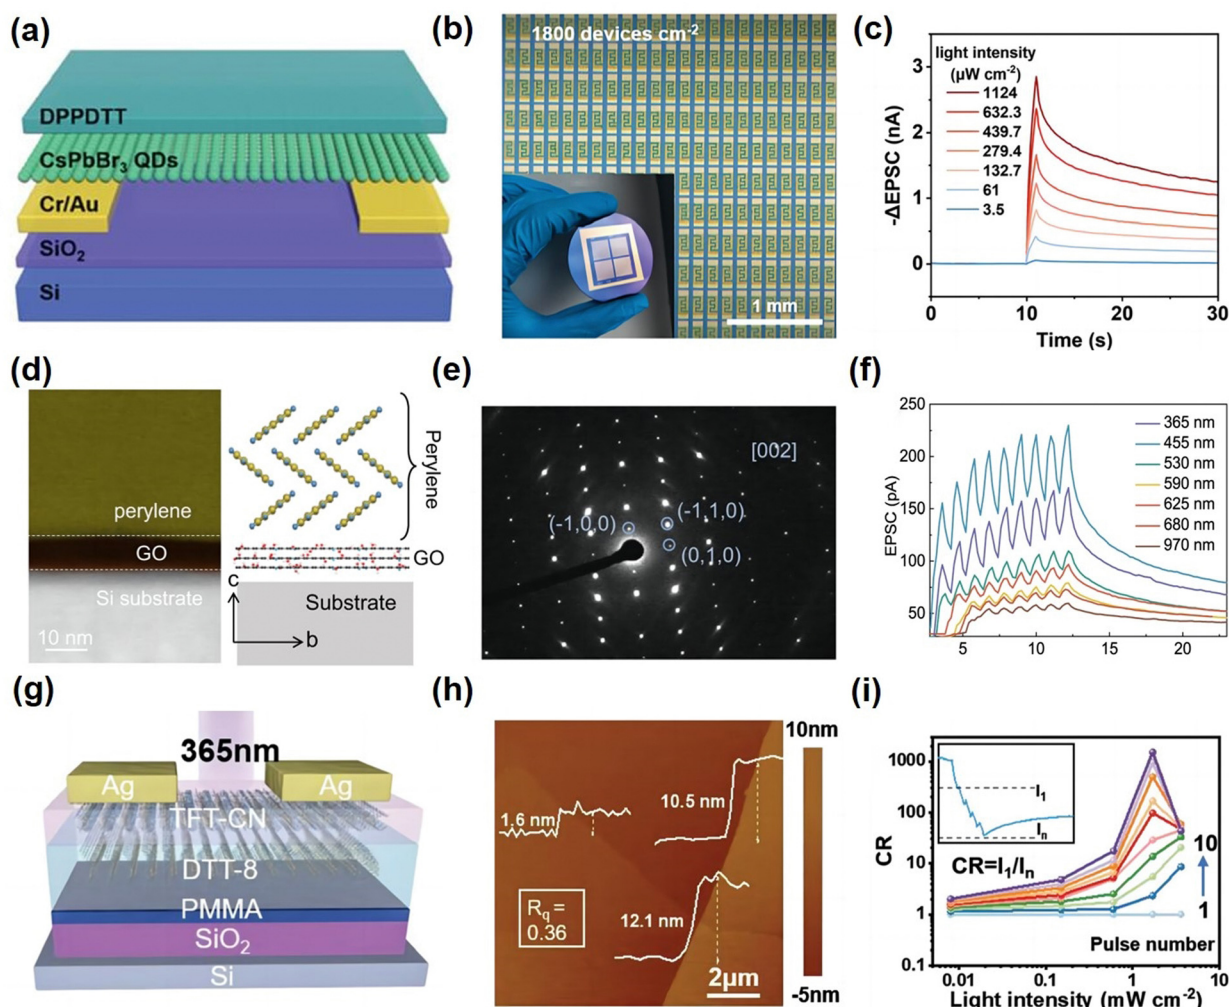 (a)
DPPDTT
CsPbBr3 QDs
Cr/Au
SiO2
Si
(b)
1800 devices cm-2
1 mm
(c)
light intensity
(μW cm-2)
1124
632.3
439.7
279.4
132.7
61
3.5
-ΔEPSC (nA)
3
2
1
0
0
10
20
30
Time (s)
(d)
perylene
GO
Si substrate
10 nm
Perylene
GO
c
Substrate
b
(e)
[002]
(-1,0,0)
(-1,1,0)
(0,1,0)
(f)
EPSC (pA)
250
200
150
100
50
5
10
15
20
365 nm
455 nm
530 nm
590 nm
625 nm
680 nm
970 nm
(g)
365nm
Ag
Ag
TFT-CN
DTT-8
PMMA
SiO2
Si
(h)
10nm
1.6 nm
10.5 nm
12.1 nm
Rq =
0.36
2μm
-5nm
(i)
CR
1000
100
10
1
0.1
I1
In
CR=I1/In
10
1
Pulse number
0.01
0.1
1
10
Light intensity (mW cm-2)